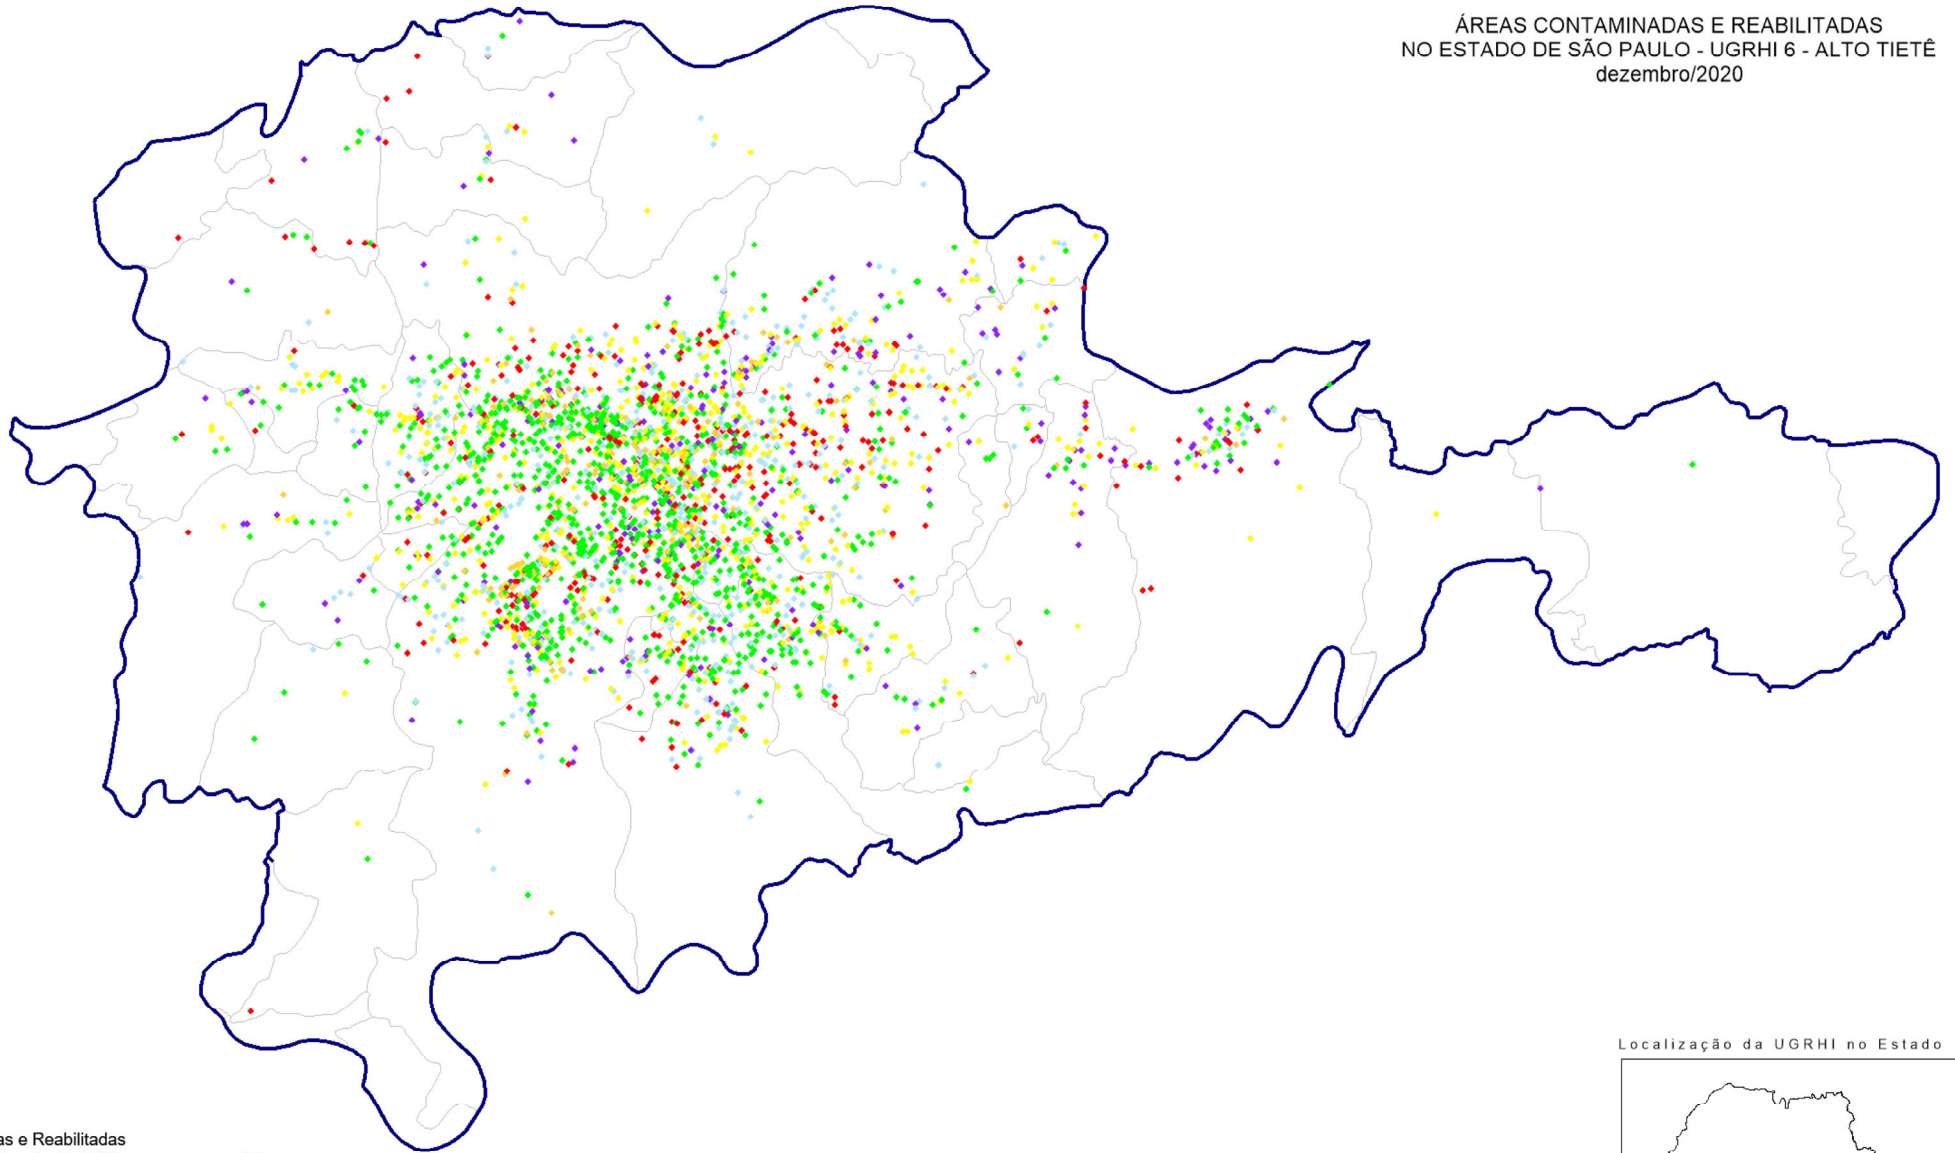 ÁREAS CONTAMINADAS E REABILITADAS
NO ESTADO DE SÃO PAULO - UGRHI 6 - ALTO TIETÊ
dezembro/2020
Localização da UGRHI no Estado
as e Reabilitadas